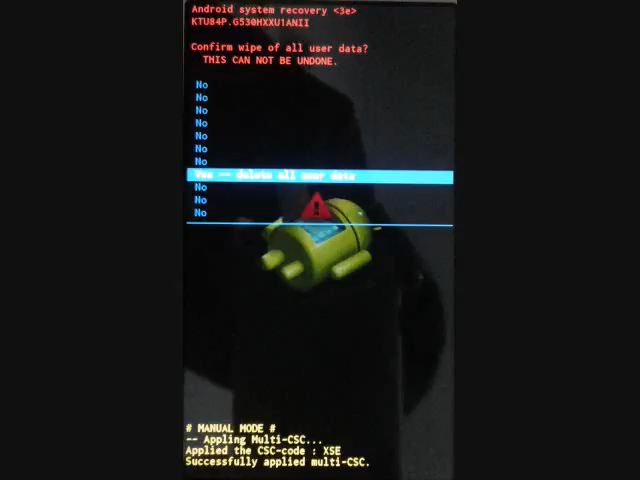 Android system recovery <3e>
KTU84P.G530HXXU1ANII
Confirm wipe of all user data?
THIS CAN NOT BE UNDONE.
No
No
No
No
No
No
No
Yes -- delete all user data
No
No
No
# MANUAL MODE #
-- Appling Multi-CSC...
Applied the CSC-code : XSE
Successfully applied multi-CSC.